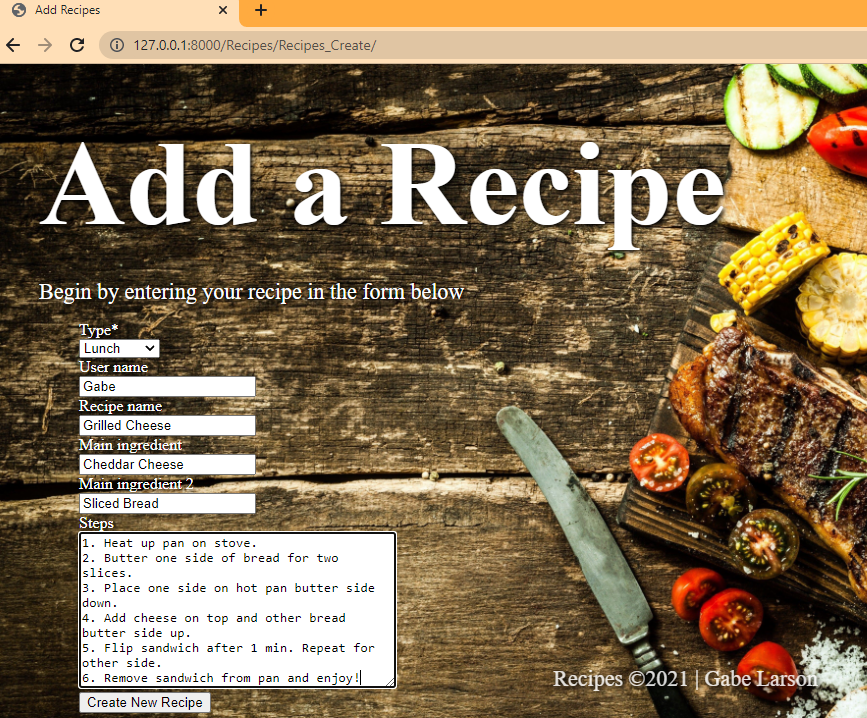 Add Recipes
127.0.0.1:8000/Recipes/Recipes_Create/
Add a Recipe
Begin by entering your recipe in the form below
Type*
Lunch
User name
Gabe
Recipe name
Grilled Cheese
Main ingredient
Cheddar Cheese
Main ingredient 2
Sliced Bread
Steps
1. Heat up pan on stove.
2. Butter one side of bread for two
slices.
3. Place one side on hot pan butter side
down.
4. Add cheese on top and other bread
butter side up.
5. Flip sandwich after 1 min. Repeat for
other side.
6. Remove sandwich from pan and enjoy!
Recipes ©2021 | Gabe Larson
Create New Recipe